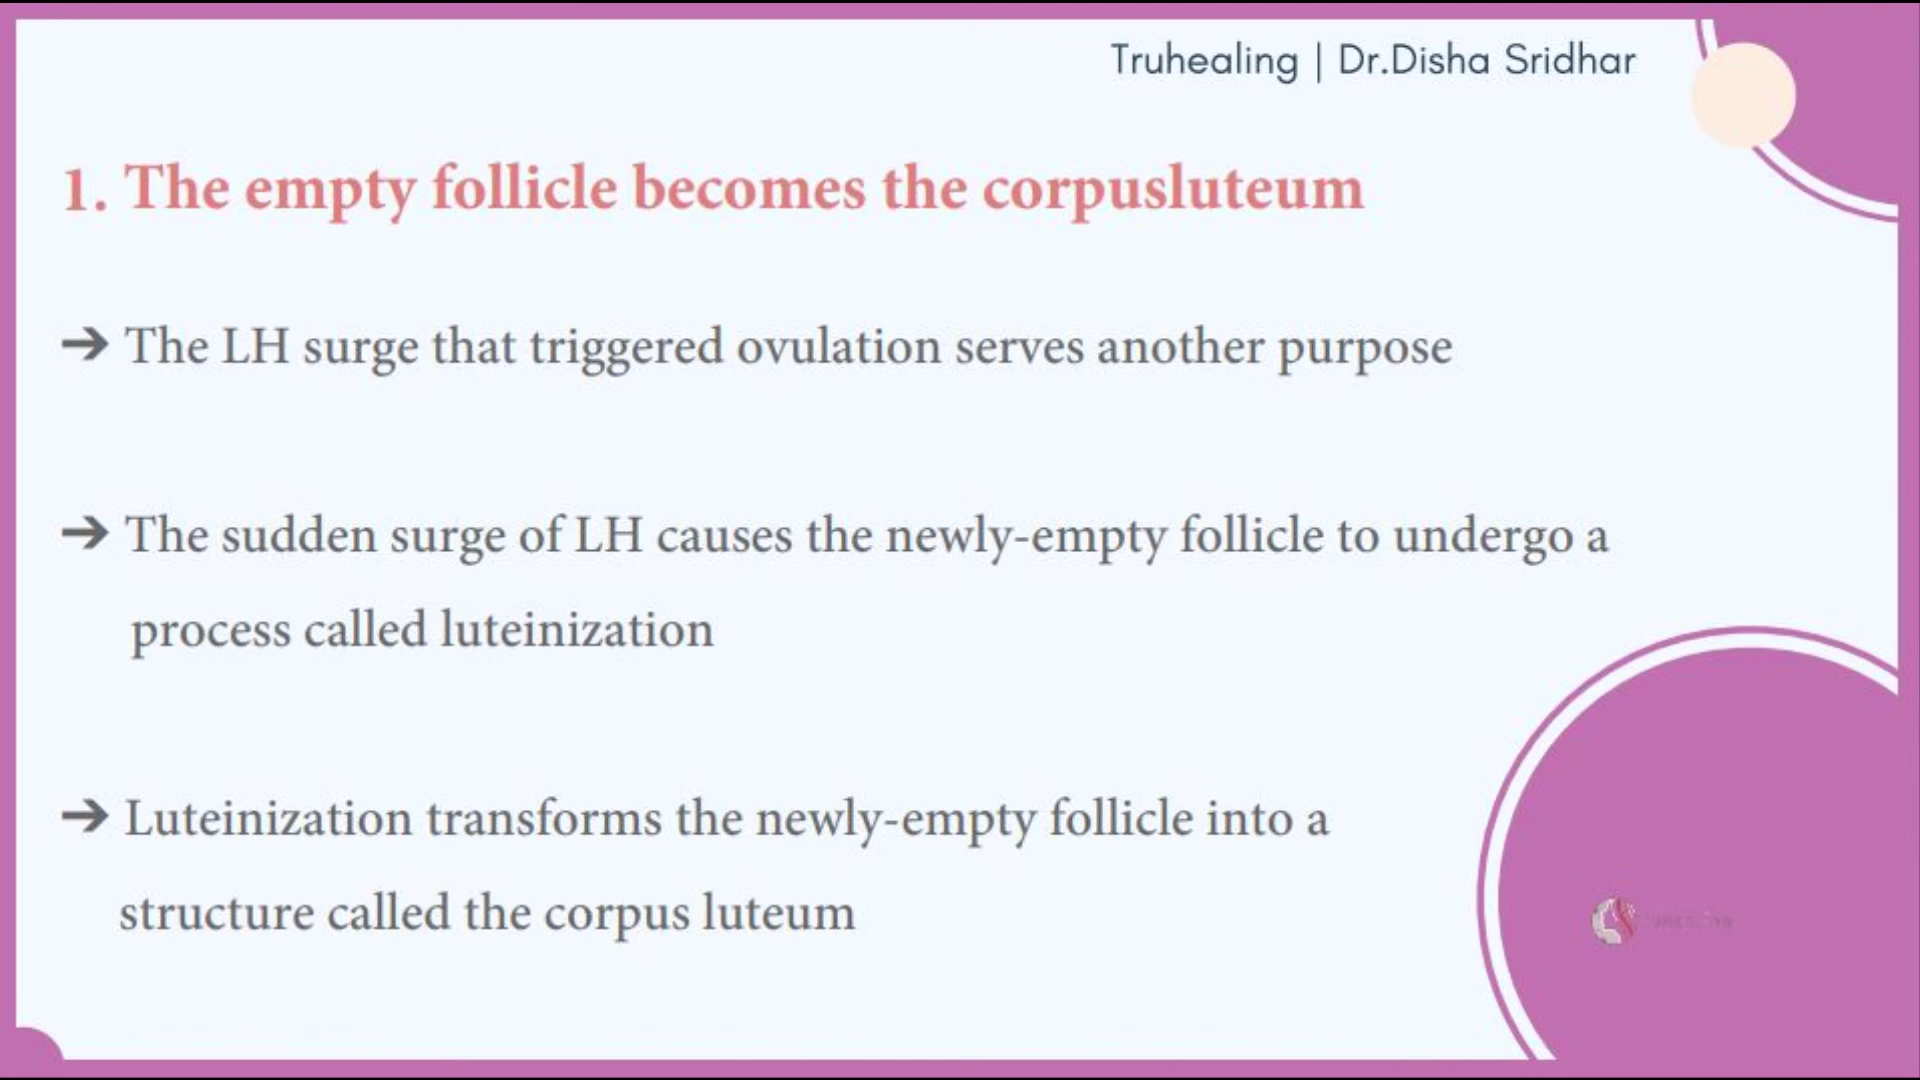 Truhealing | Dr.Disha Sridhar
1. The empty follicle becomes the corpusluteum
➔ The LH surge that triggered ovulation serves another purpose
➔ The sudden surge of LH causes the newly-empty follicle to undergo a
process called luteinization
➔ Luteinization transforms the newly-empty follicle into a
structure called the corpus luteum